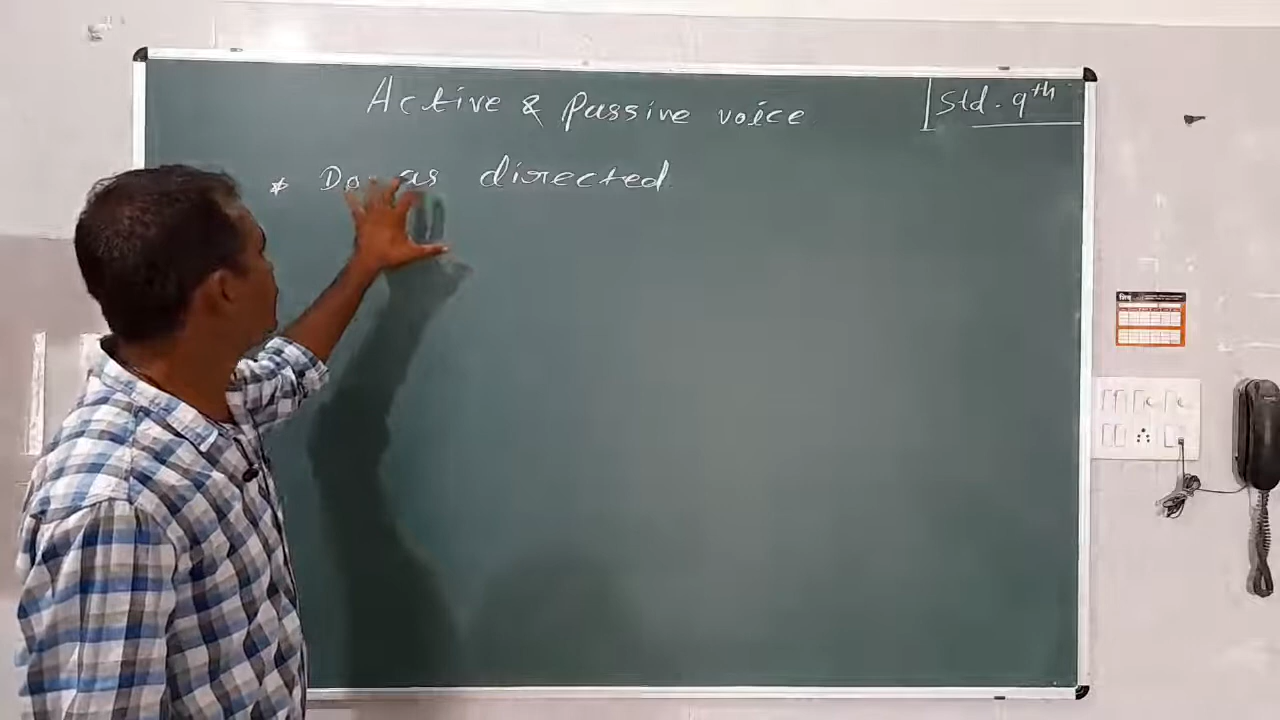 Active & Passive voice
Std. 9th
* Do as directed